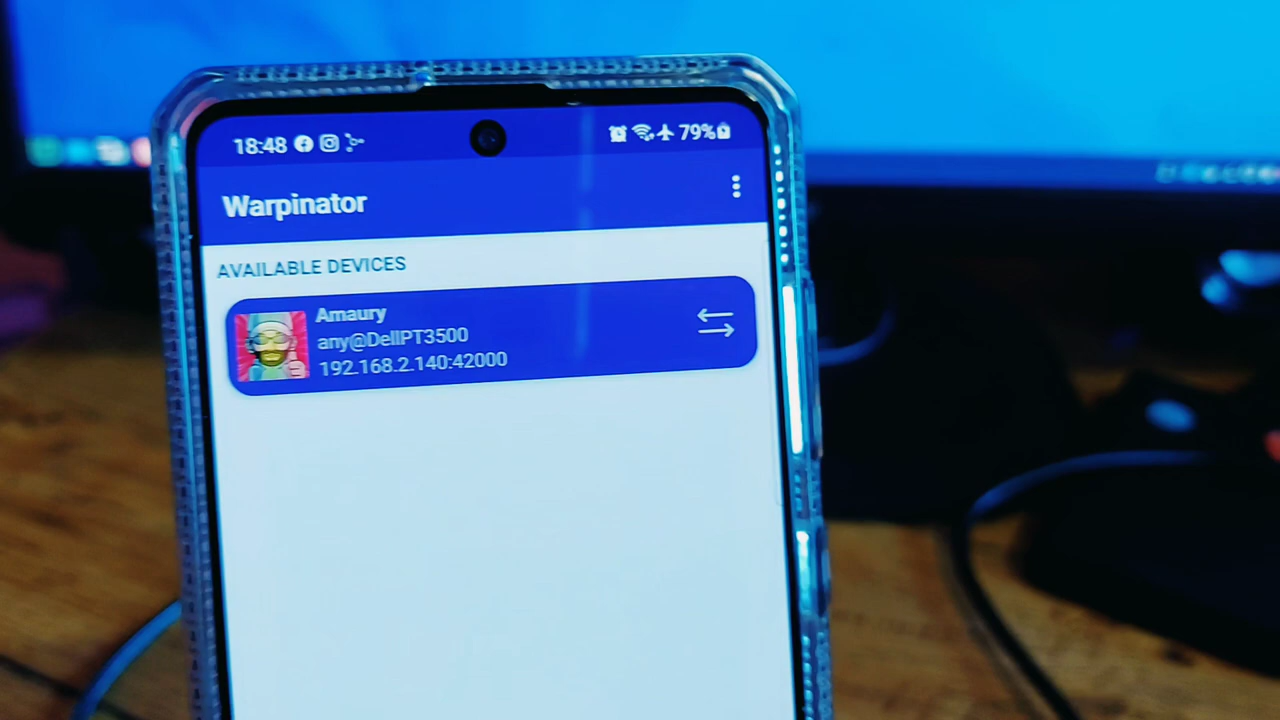 18:48 79%
Warpinator
AVAILABLE DEVICES
Amaury
any@DellPT3500
192.168.2.140:42000